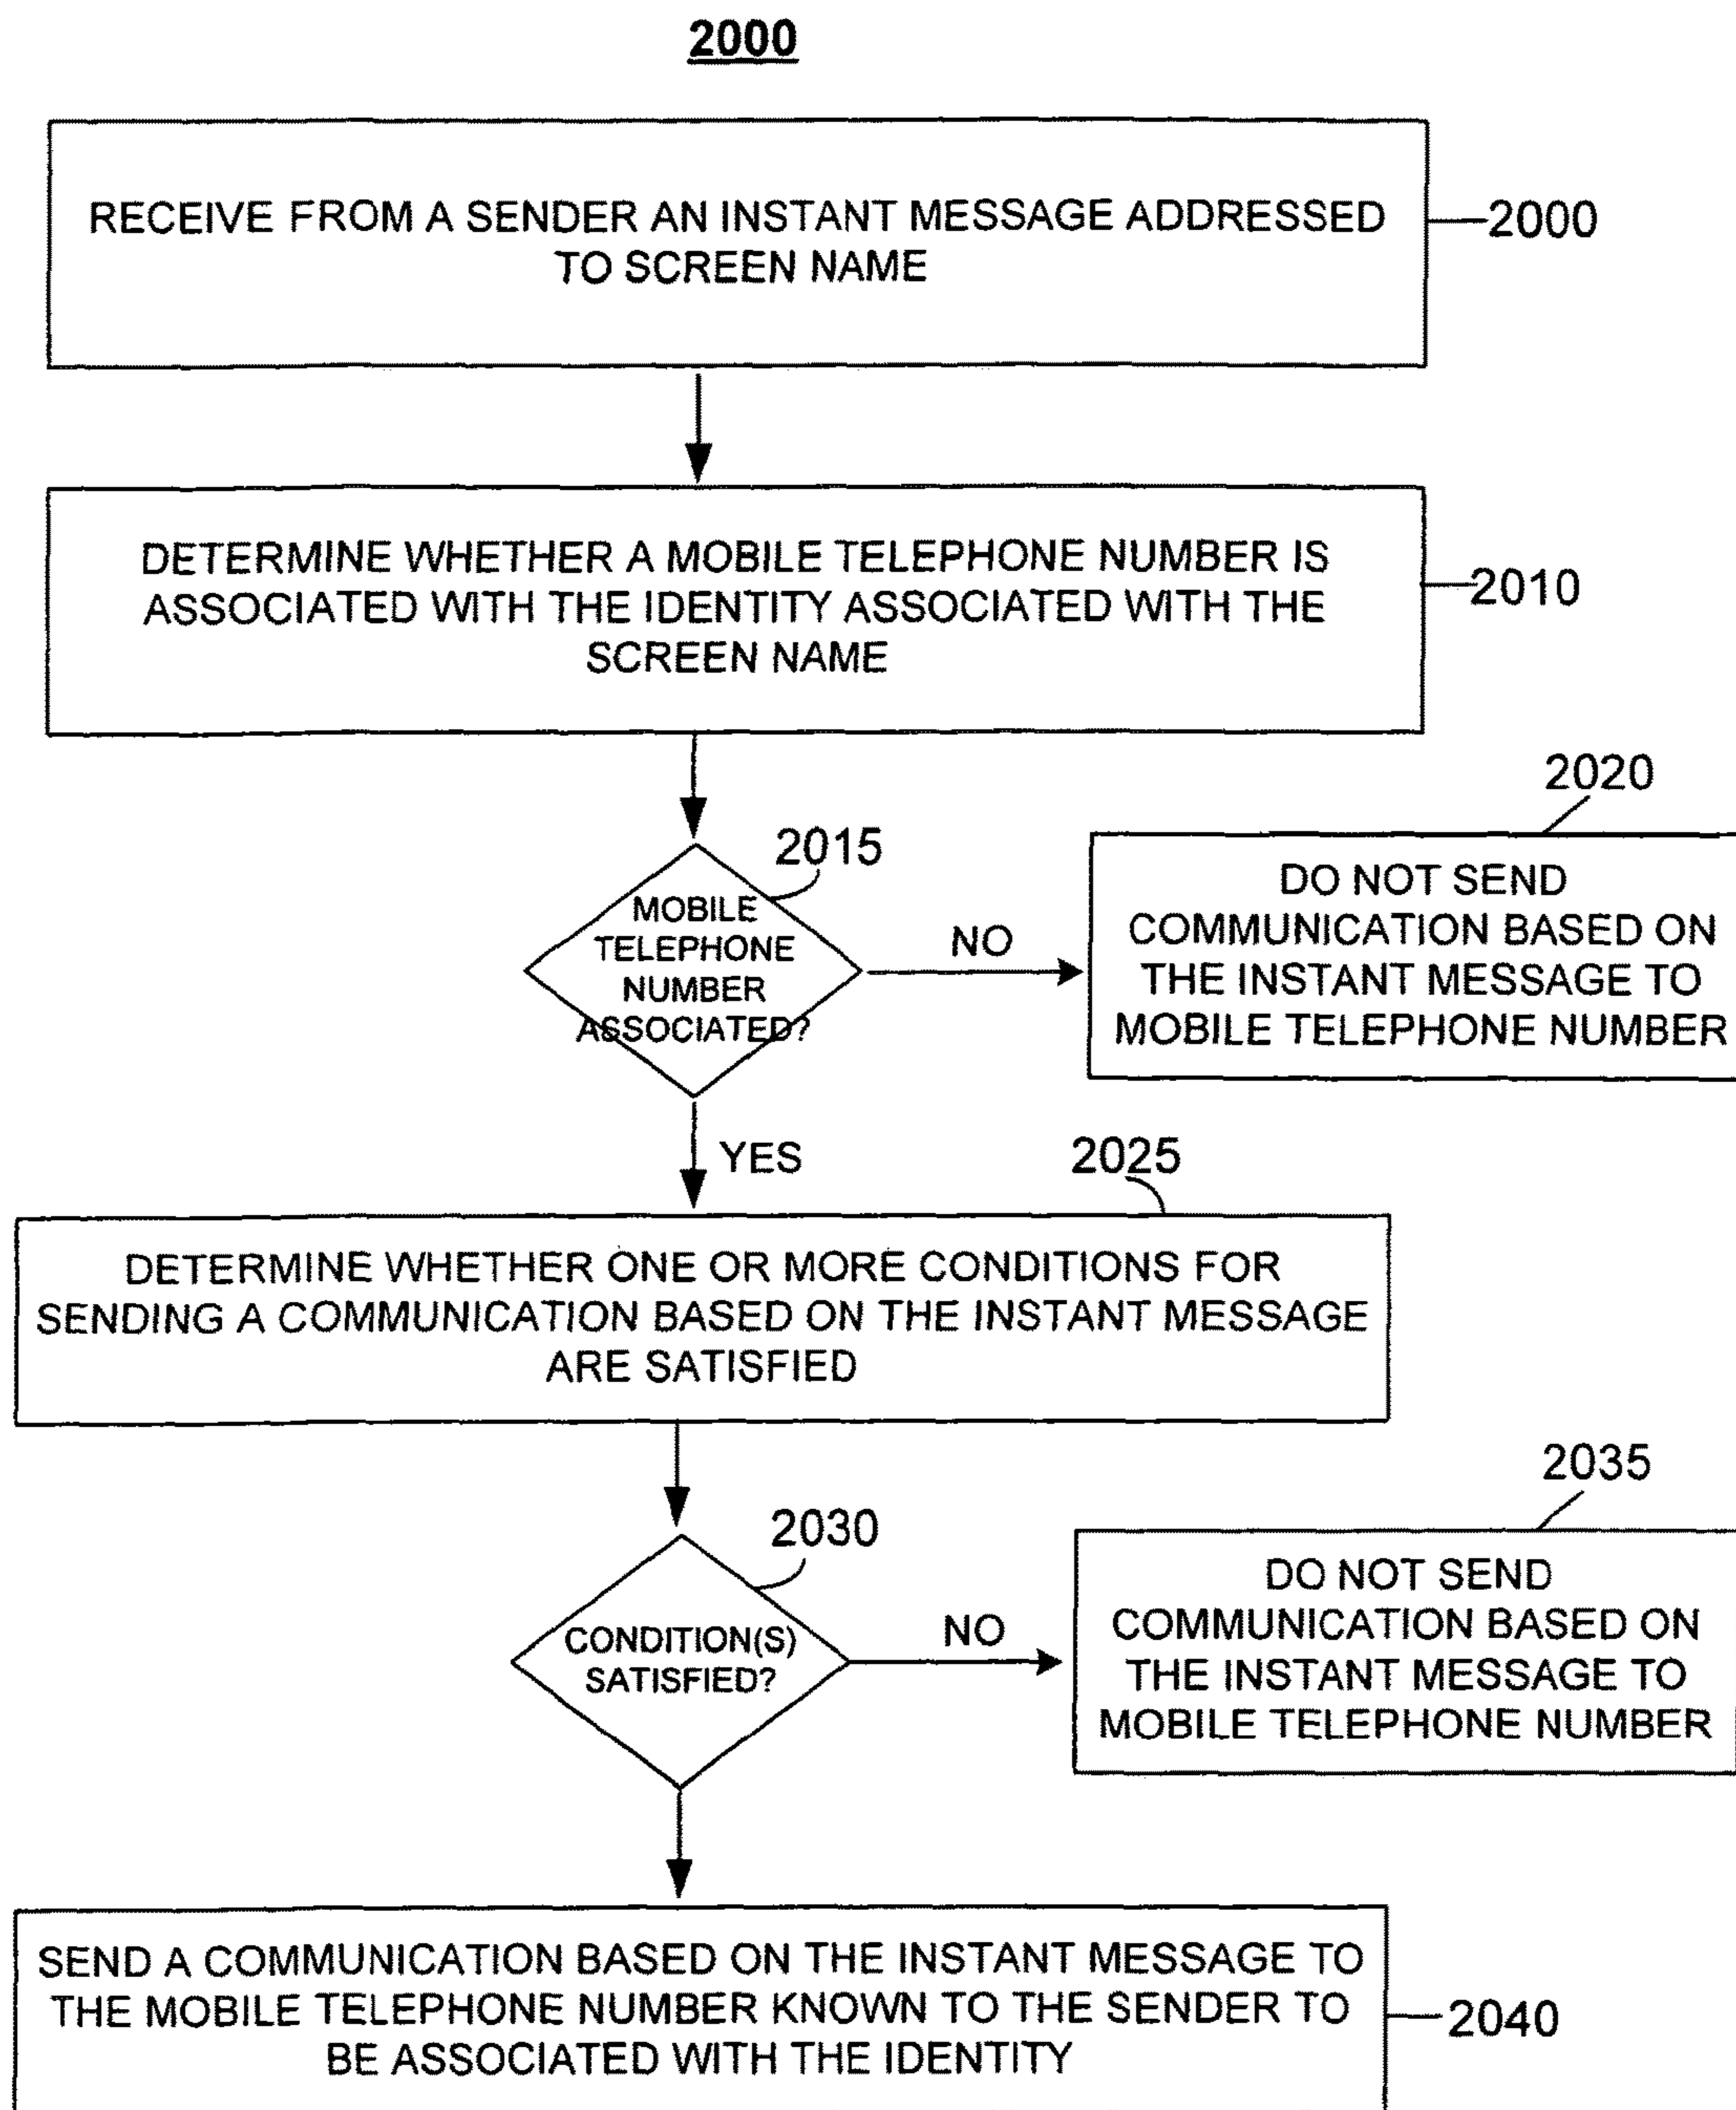 2000
RECEIVE FROM A SENDER AN INSTANT MESSAGE ADDRESSED
TO SCREEN NAME
2000
DETERMINE WHETHER A MOBILE TELEPHONE NUMBER IS
ASSOCIATED WITH THE IDENTITY ASSOCIATED WITH THE
SCREEN NAME
2010
2015
MOBILE
TELEPHONE
NUMBER
ASSOCIATED?
NO
2020
DO NOT SEND
COMMUNICATION BASED ON
THE INSTANT MESSAGE TO
MOBILE TELEPHONE NUMBER
YES
2025
DETERMINE WHETHER ONE OR MORE CONDITIONS FOR
SENDING A COMMUNICATION BASED ON THE INSTANT MESSAGE
ARE SATISFIED
2030
CONDITION(S)
SATISFIED?
NO
2035
DO NOT SEND
COMMUNICATION BASED ON
THE INSTANT MESSAGE TO
MOBILE TELEPHONE NUMBER
SEND A COMMUNICATION BASED ON THE INSTANT MESSAGE TO
THE MOBILE TELEPHONE NUMBER KNOWN TO THE SENDER TO
BE ASSOCIATED WITH THE IDENTITY
2040